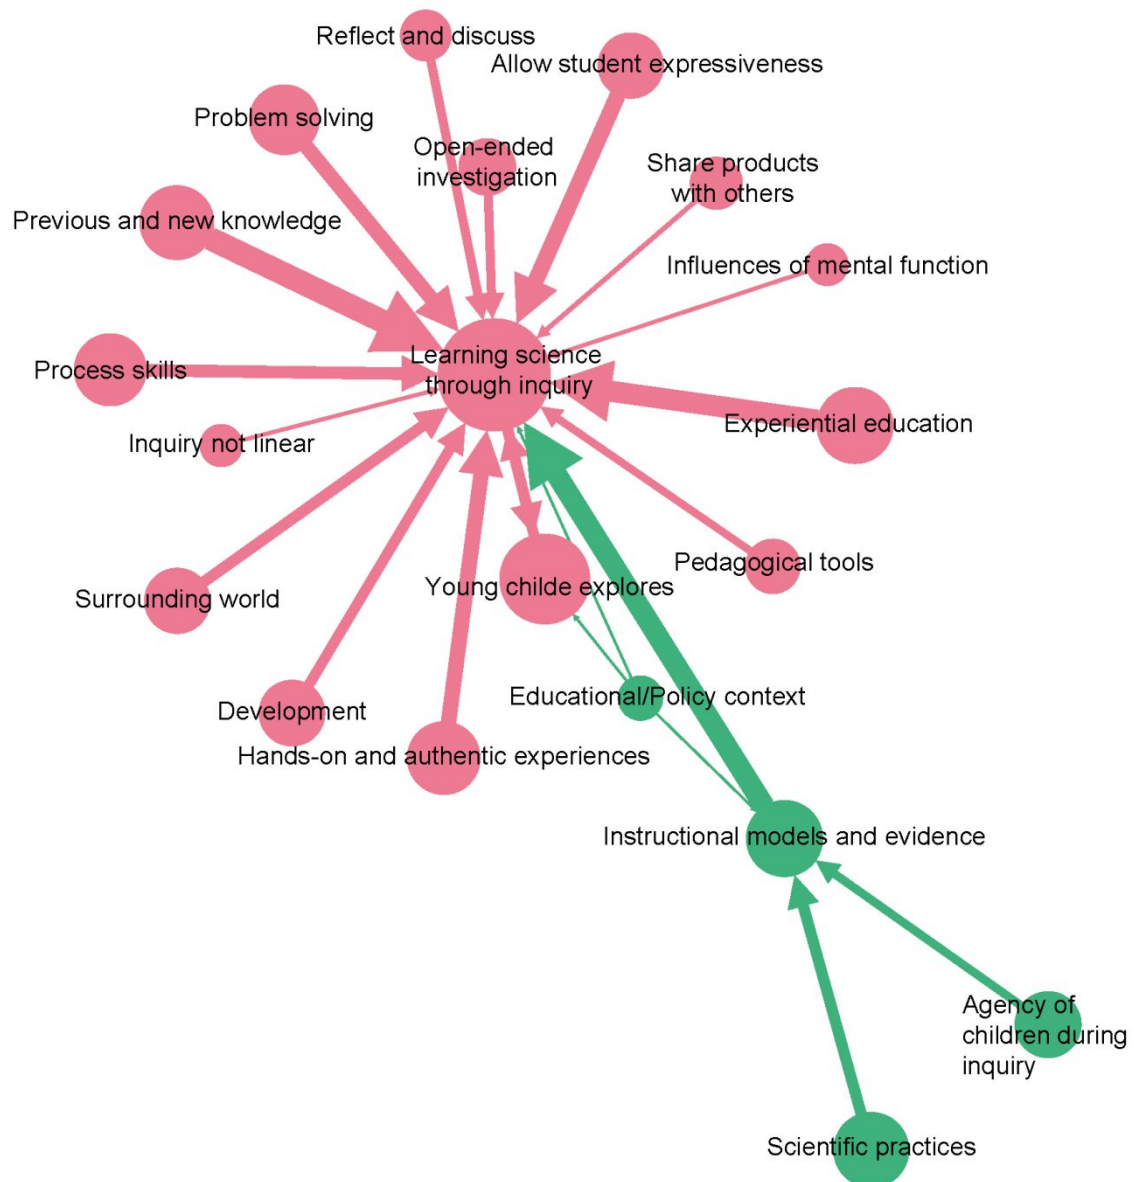 Reflect and discuss
Allow student expressiveness
Problem solving
Open-ended
investigation
Share products
with others
Previous and new knowledge
Influences of mental function
Learning science
through inquiry
Process skills
Experiential education
Inquiry not linear
Pedagogical tools
Young childe explores
Surrounding world
Educational/Policy context
Development
Hands-on and authentic experiences
Instructional models and evidence
Agency of
children during
inquiry
Scientific practices